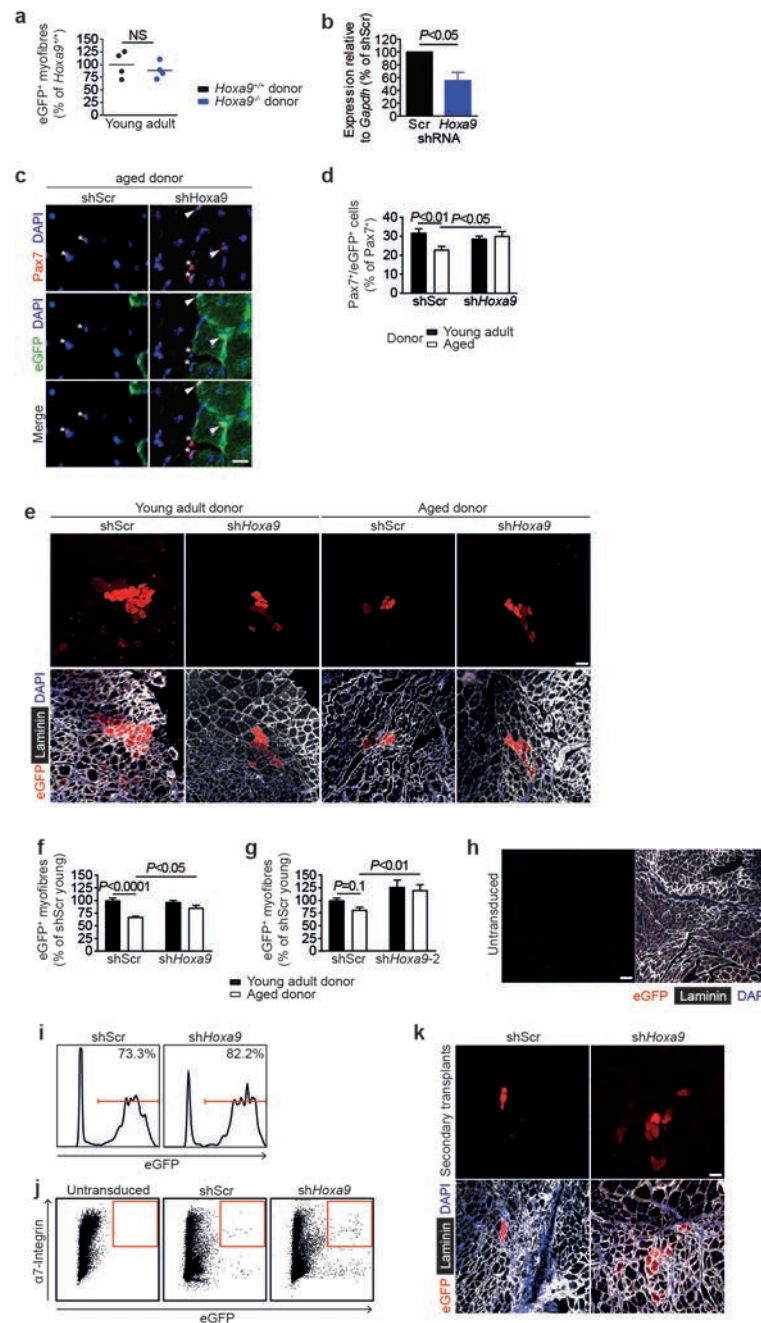 a
eGFP⁺ myofibres
(% of Hoxa9⁺/⁺)
150
125
100
75
50
25
0
NS
Young adult
Hoxa9⁺/⁺ donor
Hoxa9⁻/⁻ donor
b
Expression relative
to Gapdh (% of shScr)
P<0.05
120
100
80
60
40
20
0
Scr Hoxa9
shRNA
c
aged donor
shScr shHoxa9
Pax7 DAPI
eGFP DAPI
Merge
d
Pax7⁺/eGFP⁺ cells
(% of Pax7⁺)
40
30
20
10
0
P<0.01 P<0.05
shScr shHoxa9
Donor
Young adult
Aged
e
Young adult donor Aged donor
shScr shHoxa9 shScr shHoxa9
eGFP Laminin DAPI
f
eGFP⁺ myofibres
(% of shScr young)
150
125
100
75
50
25
0
P<0.05
P<0.0001
shScr shHoxa9
g
eGFP⁺ myofibres
(% of shScr young)
150
125
100
75
50
25
0
P<0.01
P=0.1
shScr shHoxa9-2
Young adult donor
Aged donor
h
Untransduced
eGFP Laminin DAP
i
shScr shHoxa9
73.3% 82.2%
eGFP
j
Untransduced shScr shHoxa9
α7-Integrin
eGFP
k
shScr shHoxa9
Secondary transplants
eGFP Laminin DAPI